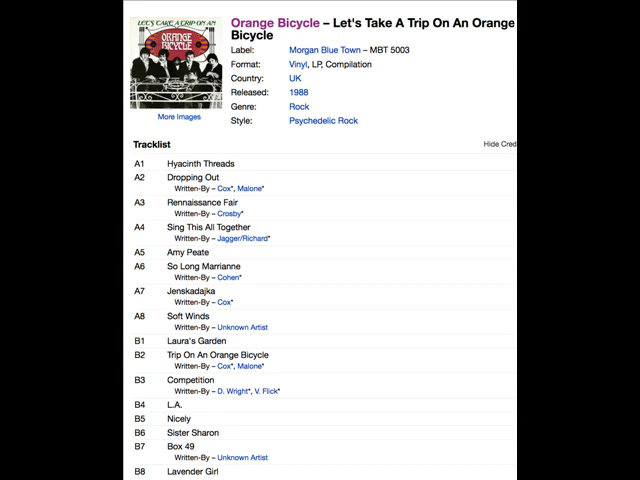 LET'S TAKE A TRIP ON AN
ORANGE
BICYCLE
More Images
Orange Bicycle – Let's Take A Trip On An Orange
Bicycle
Label: Morgan Blue Town – MBT 5003
Format: Vinyl, LP, Compilation
Country: UK
Released: 1988
Genre: Rock
Style: Psychedelic Rock
Tracklist Hide Cred
A1 Hyacinth Threads
A2 Dropping Out
Written-By – Cox*, Malone*
A3 Rennaissance Fair
Written-By – Crosby*
A4 Sing This All Together
Written-By – Jagger/Richard*
A5 Amy Peate
A6 So Long Marrianne
Written-By – Cohen*
A7 Jenskadajka
Written-By – Cox*
A8 Soft Winds
Written-By – Unknown Artist
B1 Laura's Garden
B2 Trip On An Orange Bicycle
Written-By – Cox*, Malone*
B3 Competition
Written-By – D. Wright*, V. Flick*
B4 L.A.
B5 Nicely
B6 Sister Sharon
B7 Box 49
Written-By – Unknown Artist
B8 Lavender Girl